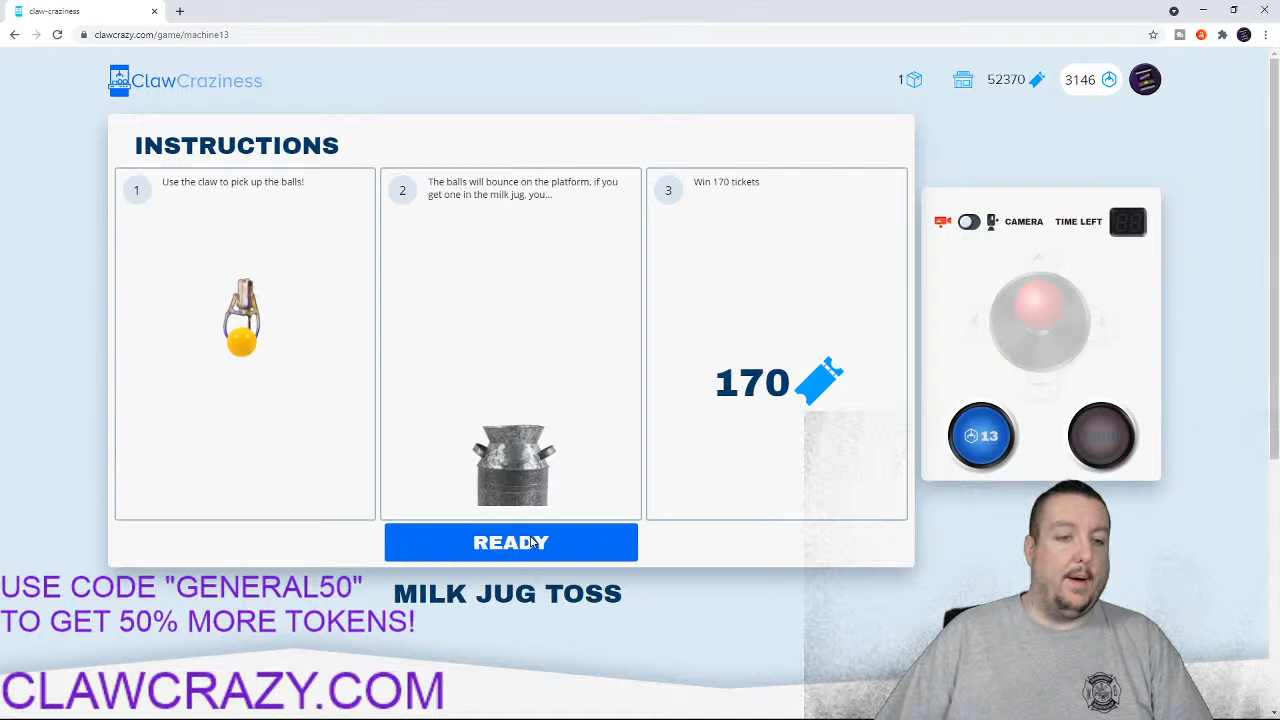 claw-craziness
clawcrazy.com/game/machine13
ClawCraziness
1
52370
3146
INSTRUCTIONS
1
Use the claw to pick up the balls!
2
The balls will bounce on the platform, if you
get one in the milk jug, you...
3
Win 170 tickets
170
READY
MILK JUG TOSS
CAMERA
TIME LEFT
13
USE CODE "GENERAL50"
TO GET 50% MORE TOKENS!
CLAWCRAZY.COM